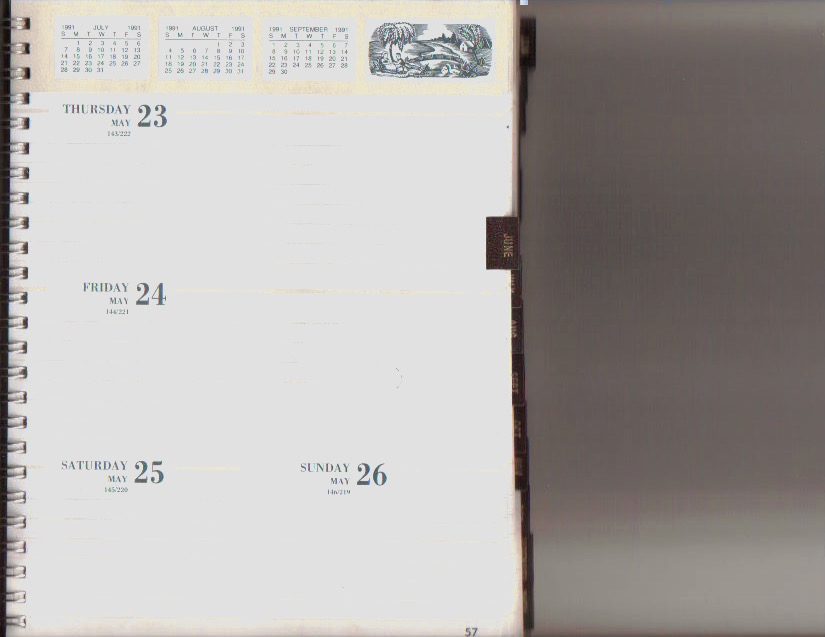 1991 JULY 1991
S M T W T F S
1 2 3 4 5 6
7 8 9 10 11 12 13
14 15 16 17 18 19 20
21 22 23 24 25 26 27
28 29 30 31
1991 AUGUST 1991
S M T W T F S
1 2 3
4 5 6 7 8 9 10
11 12 13 14 15 16 17
18 19 20 21 22 23 24
25 26 27 28 29 30 31
1991 SEPTEMBER 1991
S M T W T F S
1 2 3 4 5 6 7
8 9 10 11 12 13 14
15 16 17 18 19 20 21
22 23 24 25 26 27 28
29 30
THURSDAY 23
MAY
143/222
JUNE
FRIDAY 24
MAY
144/221
AUG
SEPT
OCT
SATURDAY 25
MAY
145/220
SUNDAY 26
MAY
146/219
57